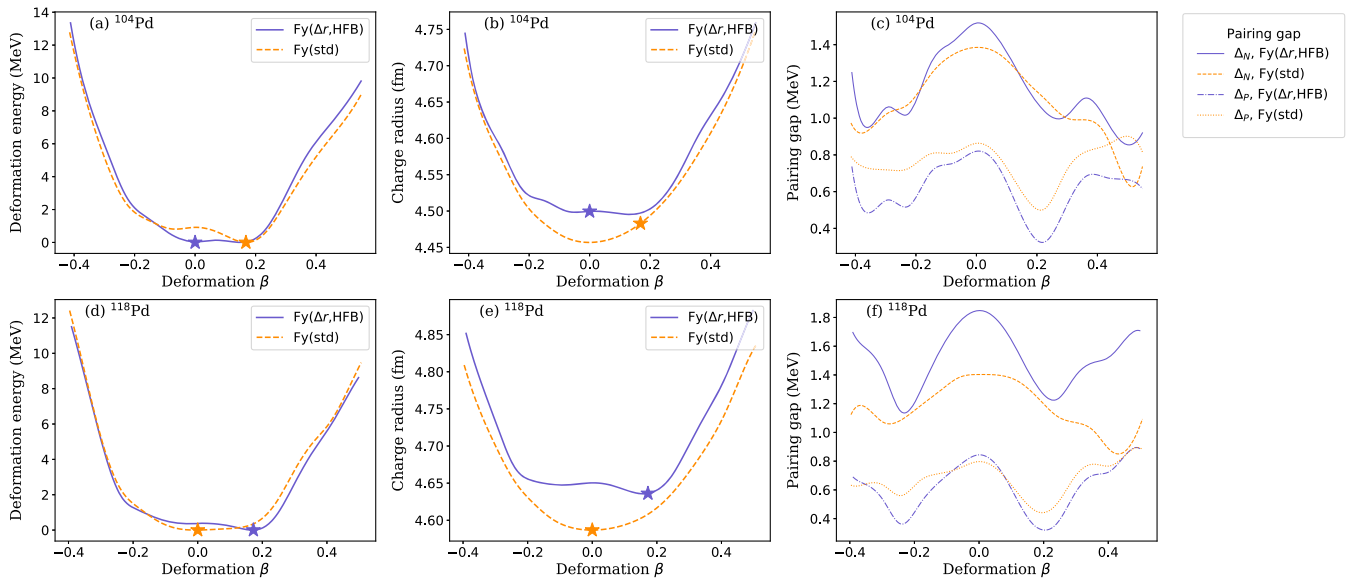 (a) ¹⁰⁴Pd
Fy(Δr,HFB)
Fy(std)
Deformation energy (MeV)
14
12
10
8
6
4
2
0
−0.4 −0.2 0.0 0.2 0.4
Deformation β
(b) ¹⁰⁴Pd
Fy(Δr,HFB)
Fy(std)
Charge radius (fm)
4.75
4.70
4.65
4.60
4.55
4.50
4.45
−0.4 −0.2 0.0 0.2 0.4
Deformation β
(c) ¹⁰⁴Pd
Pairing gap (MeV)
1.4
1.2
1.0
0.8
0.6
0.4
−0.4 −0.2 0.0 0.2 0.4
Deformation β
Pairing gap
Δ_N, Fy(Δr,HFB)
Δ_N, Fy(std)
Δ_P, Fy(Δr,HFB)
Δ_P, Fy(std)
(d) ¹¹⁸Pd
Fy(Δr,HFB)
Fy(std)
Deformation energy (MeV)
12
10
8
6
4
2
0
−0.4 −0.2 0.0 0.2 0.4
Deformation β
(e) ¹¹⁸Pd
Fy(Δr,HFB)
Fy(std)
Charge radius (fm)
4.85
4.80
4.75
4.70
4.65
4.60
−0.4 −0.2 0.0 0.2 0.4
Deformation β
(f) ¹¹⁸Pd
Pairing gap (MeV)
1.8
1.6
1.4
1.2
1.0
0.8
0.6
0.4
−0.4 −0.2 0.0 0.2 0.4
Deformation β